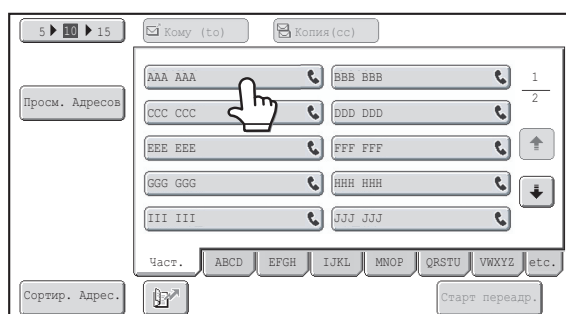 5 10 15
Кому (to)
Копия(cc)
AAA AAA
BBB BBB
1
2
Просм. Адресов
CCC CCC
DDD DDD
EEE EEE
FFF FFF
GGG GGG
HHH HHH
III III
JJJ JJJ
Част.
ABCD
EFGH
IJKL
MNOP
QRSTU
VWXYZ
etc.
Сортир. Адрес.
Старт переадр.